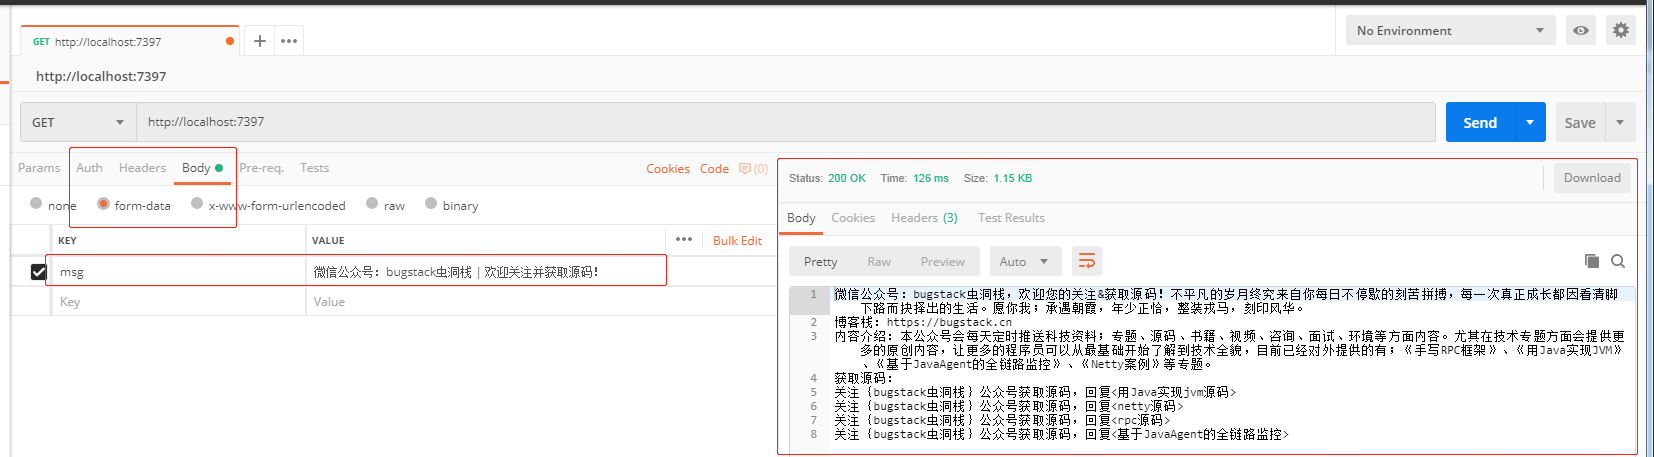 GET http://localhost:7397
No Environment
http://localhost:7397
GET http://localhost:7397 Send Save
Params Auth Headers Body Pre-req. Tests Cookies Code (0)
none form-data x-www-form-urlencoded raw binary
KEY VALUE Bulk Edit
msg 微信公众号：bugstack虫洞栈 | 欢迎关注并获取源码！
Key Value
Status: 200 OK Time: 126 ms Size: 1.15 KB Download
Body Cookies Headers (3) Test Results
Pretty Raw Preview Auto
1 微信公众号：bugstack虫洞栈，欢迎您的关注&获取源码！不平凡的岁月终究来自你每日不停歇的刻苦拼搏，每一次真正成长都因看清脚
下路而抉择出的生活。愿你我；承遇朝霞，年少正恰，整装戎马，刻印风华。
2 博客栈：https://bugstack.cn
3 内容介绍：本公众号会每天定时推送科技资料；专题、源码、书籍、视频、咨询、面试、环境等方面内容。尤其在技术专题方面会提供更
多的原创内容，让更多的程序员可以从最基础开始了解到技术全貌，目前已经对外提供的有；《手写RPC框架》、《用Java实现JVM》
、《基于JavaAgent的全链路监控》、《Netty案例》等专题。
4 获取源码：
5 关注｛bugstack虫洞栈｝公众号获取源码，回复<用Java实现jvm源码>
6 关注｛bugstack虫洞栈｝公众号获取源码，回复<netty源码>
7 关注｛bugstack虫洞栈｝公众号获取源码，回复<rpc源码>
8 关注｛bugstack虫洞栈｝公众号获取源码，回复<基于JavaAgent的全链路监控>